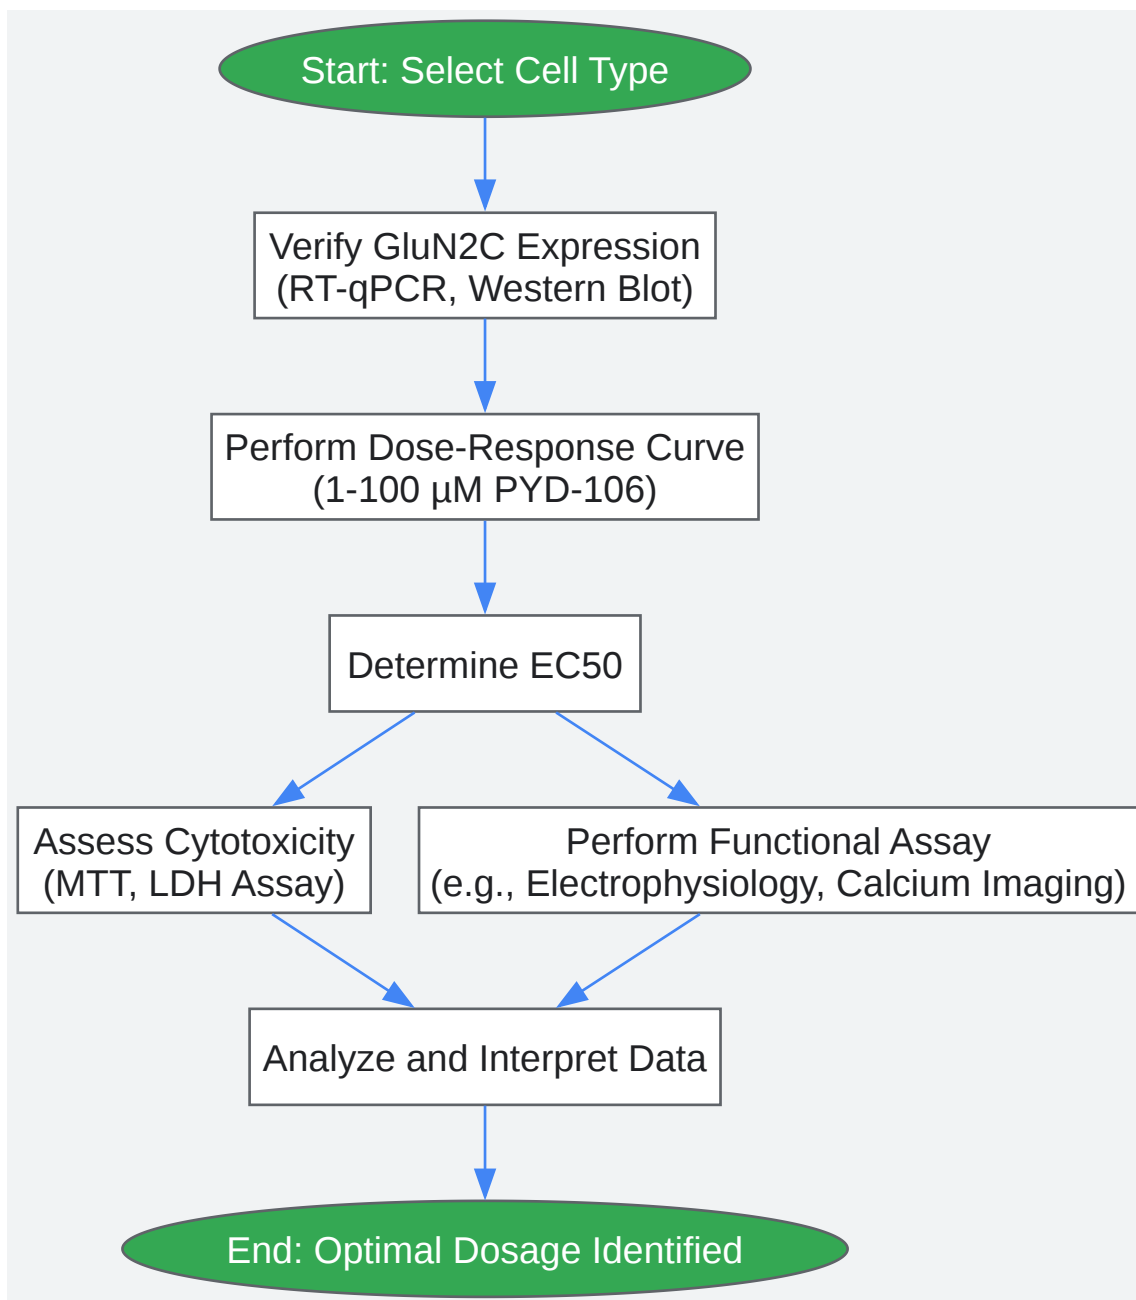 Start: Select Cell Type
Verify GluN2C Expression
(RT-qPCR, Western Blot)
Perform Dose-Response Curve
(1-100 µM PYD-106)
Determine EC50
Assess Cytotoxicity
(MTT, LDH Assay)
Perform Functional Assay
(e.g., Electrophysiology, Calcium Imaging)
Analyze and Interpret Data
End: Optimal Dosage Identified